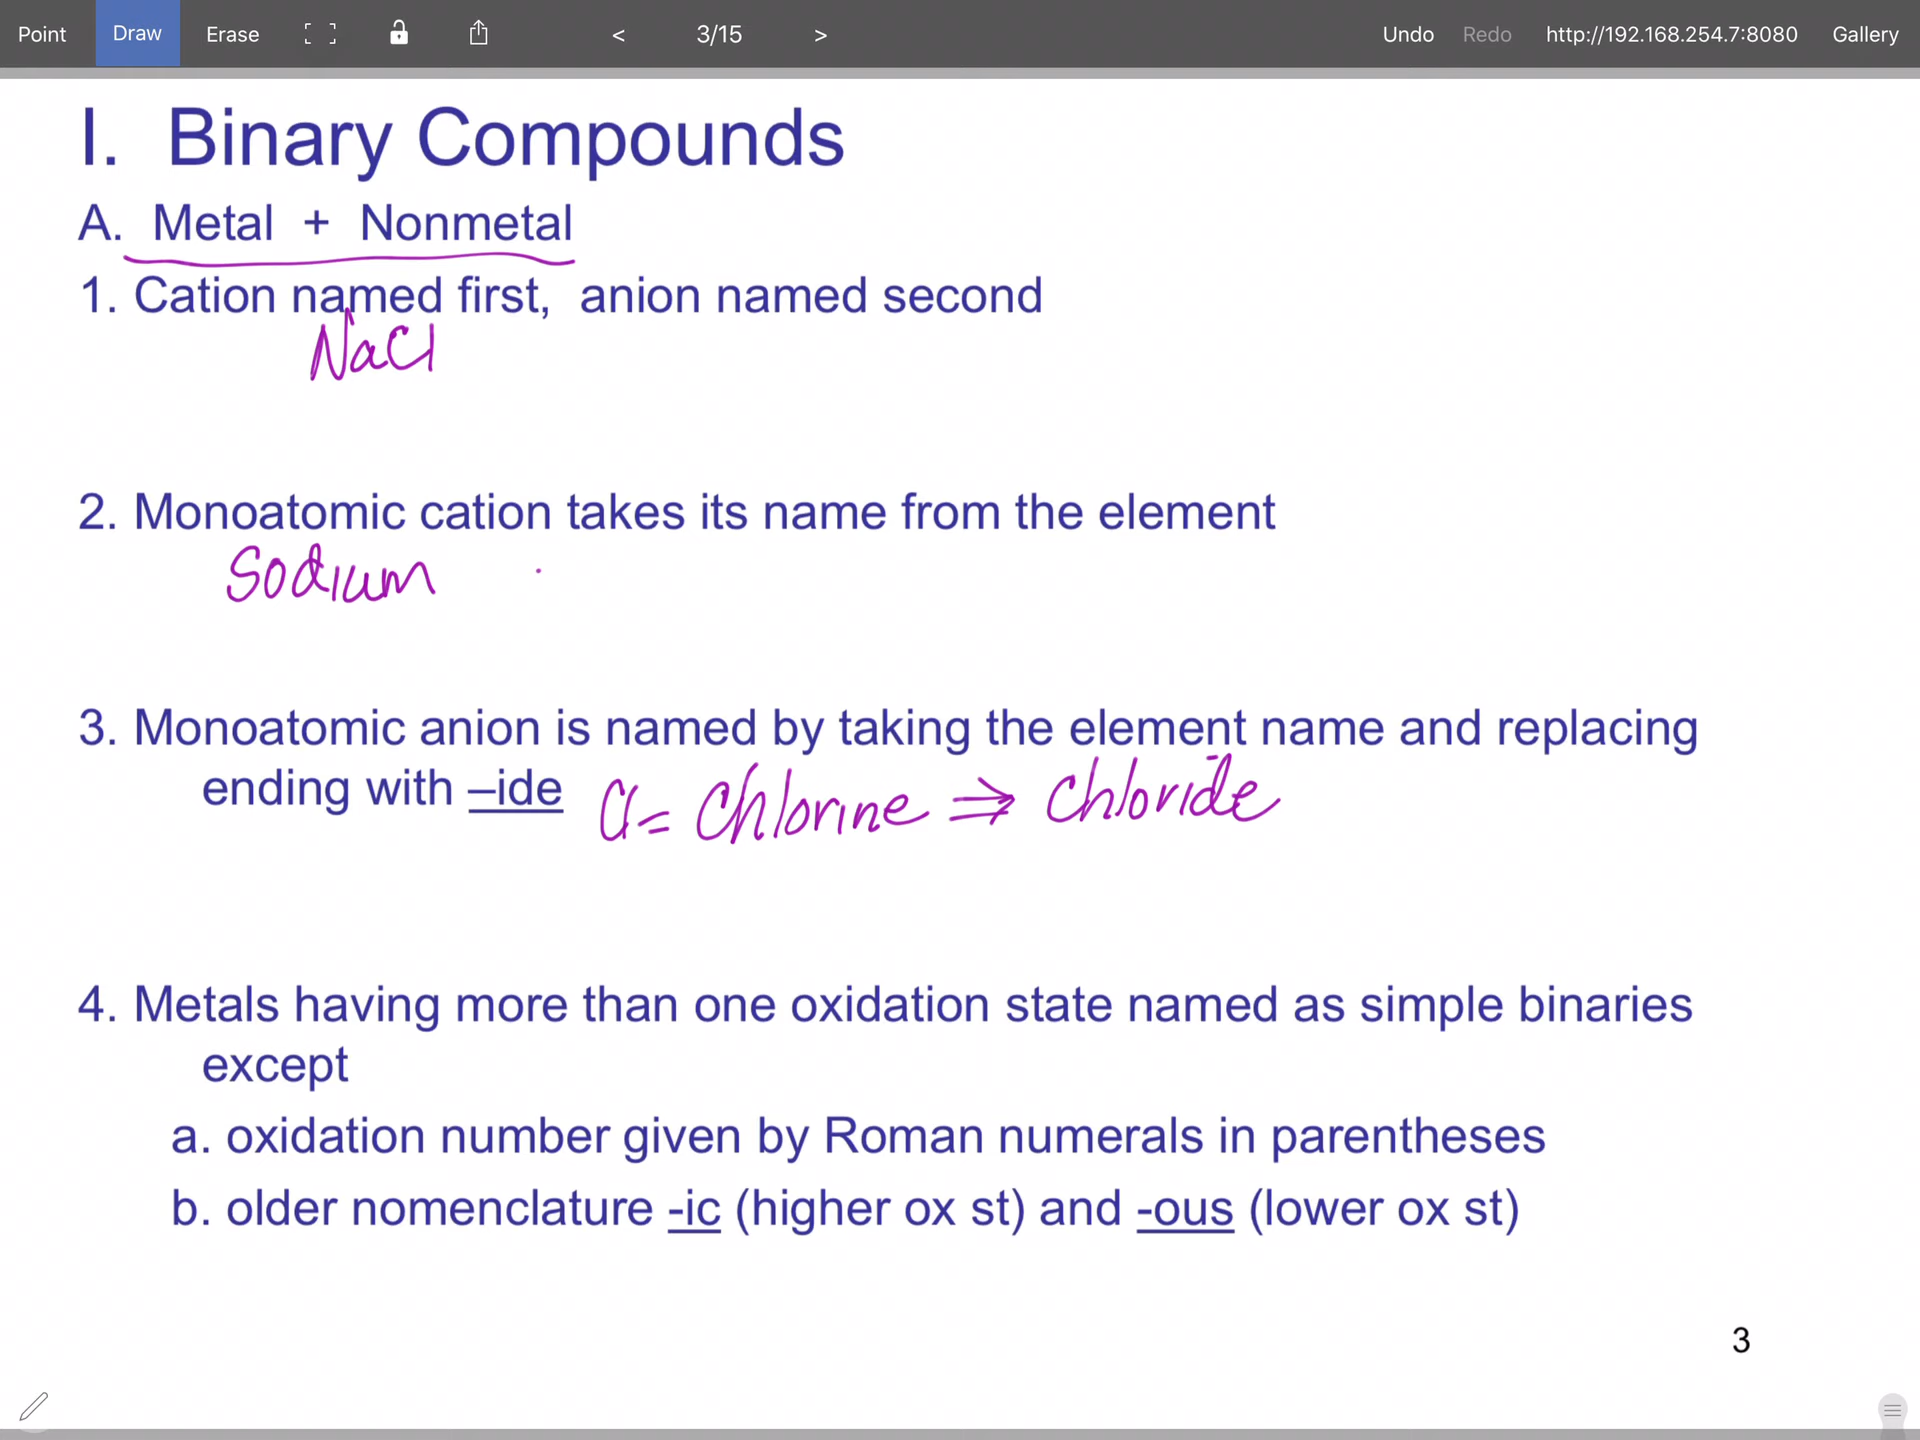 Point Draw Erase < 3/15 > Undo Redo http://192.168.254.7:8080 Gallery
I. Binary Compounds
A. Metal + Nonmetal
1. Cation named first, anion named second
NaCl
2. Monoatomic cation takes its name from the element
Sodium
3. Monoatomic anion is named by taking the element name and replacing
ending with –ide Cl = Chlorine ⇒ Chloride
4. Metals having more than one oxidation state named as simple binaries
except
a. oxidation number given by Roman numerals in parentheses
b. older nomenclature -ic (higher ox st) and -ous (lower ox st)
3